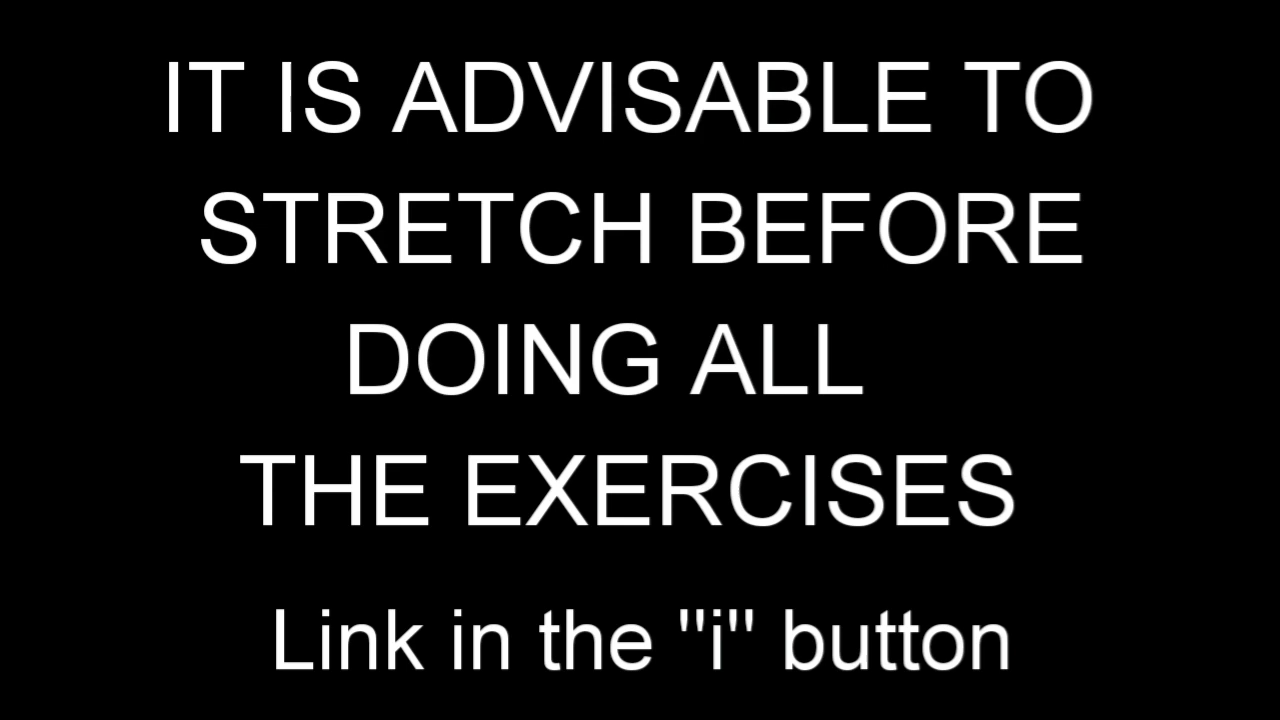 IT IS ADVISABLE TO
STRETCH BEFORE
DOING ALL
THE EXERCISES
Link in the "i" button